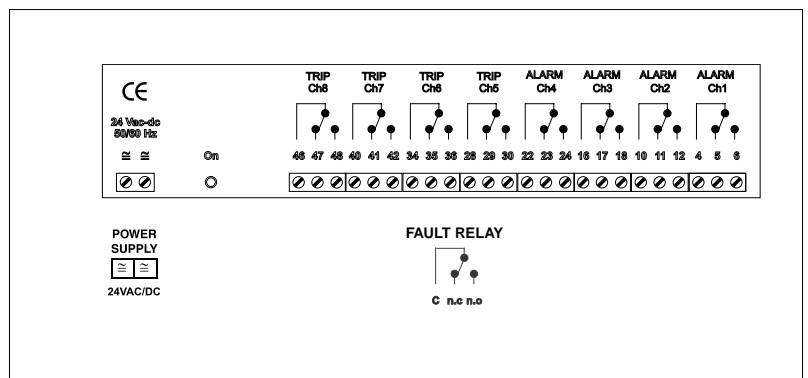 TRIP TRIP TRIP TRIP ALARM ALARM ALARM ALARM
Ch8 Ch7 Ch6 Ch5 Ch4 Ch3 Ch2 Ch1
CE
24 Vac-dc
50/60 Hz
≅ ≅ On 46 47 48 40 41 42 34 35 36 28 29 30 22 23 24 16 17 18 10 11 12 4 5 6
POWER
SUPPLY
≅ ≅
24VAC/DC
FAULT RELAY
C n.c n.o